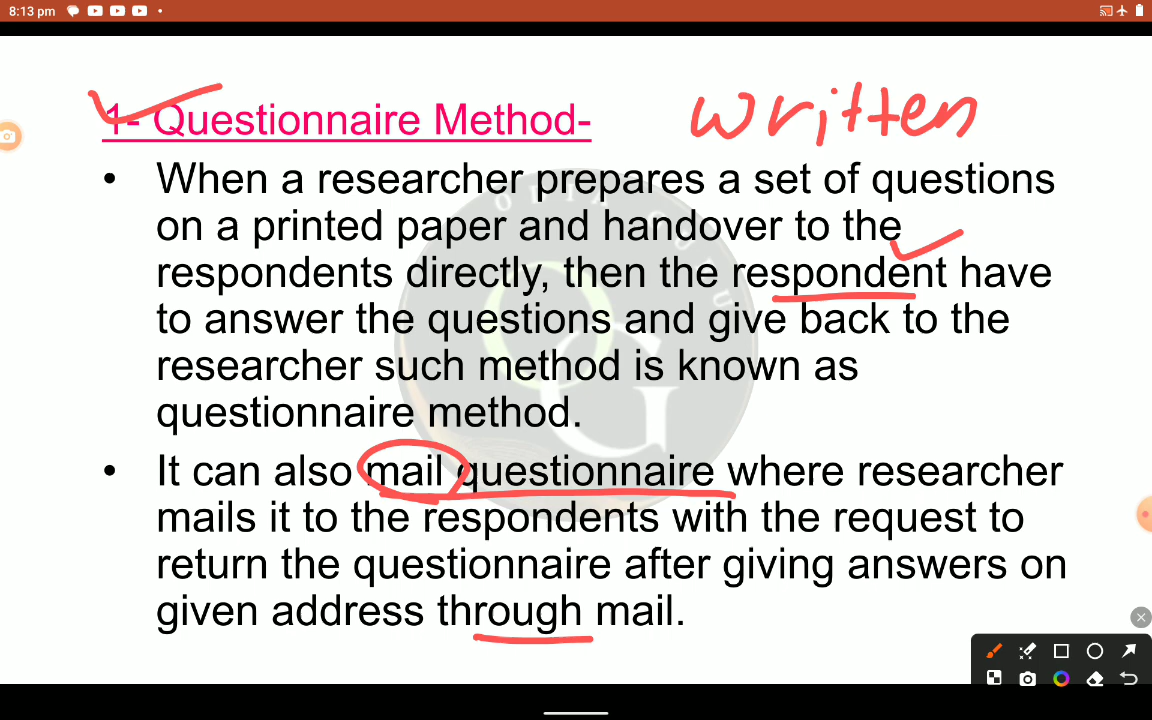 8:13 pm
1- Questionnaire Method-
written
• When a researcher prepares a set of questions
on a printed paper and handover to the
respondents directly, then the respondent have
to answer the questions and give back to the
researcher such method is known as
questionnaire method.
• It can also mail questionnaire where researcher
mails it to the respondents with the request to
return the questionnaire after giving answers on
given address through mail.